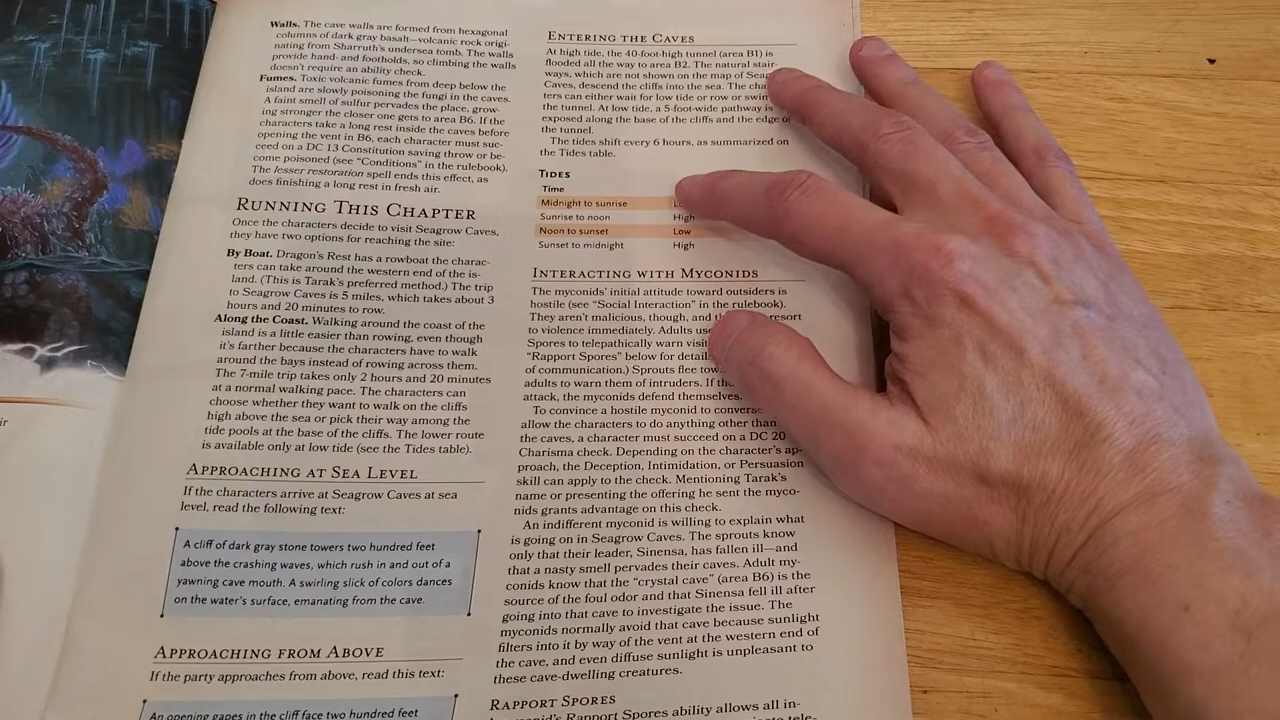 ir
Walls. The cave walls are formed from hexagonal
columns of dark gray basalt—volcanic rock origi-
nating from Sharruth's undersea tomb. The walls
provide hand- and footholds, so climbing the walls
doesn't require an ability check.
Fumes. Toxic volcanic fumes from deep below the
island are slowly poisoning the fungi in the caves.
A faint smell of sulfur pervades the place, grow-
ing stronger the closer one gets to area B6. If the
characters take a long rest inside the caves before
opening the vent in B6, each character must suc-
ceed on a DC 13 Constitution saving throw or be-
come poisoned (see "Conditions" in the rulebook).
The lesser restoration spell ends this effect, as
does finishing a long rest in fresh air.
RUNNING THIS CHAPTER
Once the characters decide to visit Seagrow Caves,
they have two options for reaching the site:
By Boat. Dragon's Rest has a rowboat the charac-
ters can take around the western end of the is-
land. (This is Tarak's preferred method.) The trip
to Seagrow Caves is 5 miles, which takes about 3
hours and 20 minutes to row.
Along the Coast. Walking around the coast of the
island is a little easier than rowing, even though
it's farther because the characters have to walk
around the bays instead of rowing across them.
The 7-mile trip takes only 2 hours and 20 minutes
at a normal walking pace. The characters can
choose whether they want to walk on the cliffs
high above the sea or pick their way among the
tide pools at the base of the cliffs. The lower route
is available only at low tide (see the Tides table).
APPROACHING AT SEA LEVEL
If the characters arrive at Seagrow Caves at sea
level, read the following text:
A cliff of dark gray stone towers two hundred feet
above the crashing waves, which rush in and out of a
yawning cave mouth. A swirling slick of colors dances
on the water's surface, emanating from the cave.
APPROACHING FROM ABOVE
If the party approaches from above, read this text:
An opening gapes in the cliff face two hundred feet
ENTERING THE CAVES
At high tide, the 40-foot-high tunnel (area B1) is
flooded all the way to area B2. The natural stair-
ways, which are not shown on the map of
Caves, descend the cliffs into the sea. The
ters can either wait for low tide or row or swim
the tunnel. At low tide, a 5-foot-wide pathway is
exposed along the base of the cliffs and the edge of
the tunnel.
The tides shift every 6 hours, as summarized on
the Tides table.
TIDES
Time
Midnight to sunrise
Sunrise to noon High
Noon to sunset Low
Sunset to midnight High
INTERACTING WITH MYCONIDS
The myconids' initial attitude toward outsiders is
hostile (see "Social Interaction" in the rulebook).
They aren't malicious, though, and resort
to violence immediately. Adults use
Spores to telepathically warn
"Rapport Spores" below for details
of communication.) Sprouts flee
adults to warn them of intruders. If
attack, the myconids defend themselves.
To convince a hostile myconid to converse
allow the characters to do anything other than
the caves, a character must succeed on a DC 20
Charisma check. Depending on the character's ap-
proach, the Deception, Intimidation, or Persuasion
skill can apply to the check. Mentioning Tarak's
name or presenting the offering he sent the myco-
nids grants advantage on this check.
An indifferent myconid is willing to explain what
is going on in Seagrow Caves. The sprouts know
only that their leader, Sinensa, has fallen ill—and
that a nasty smell pervades their caves. Adult my-
conids know that the "crystal cave" (area B6) is the
source of the foul odor and that Sinensa fell ill after
going into that cave to investigate the issue. The
myconids normally avoid that cave because sunlight
filters into it by way of the vent at the western end of
the cave, and even diffuse sunlight is unpleasant to
these cave-dwelling creatures.
RAPPORT SPORES
Rapport Spores ability allows all in-